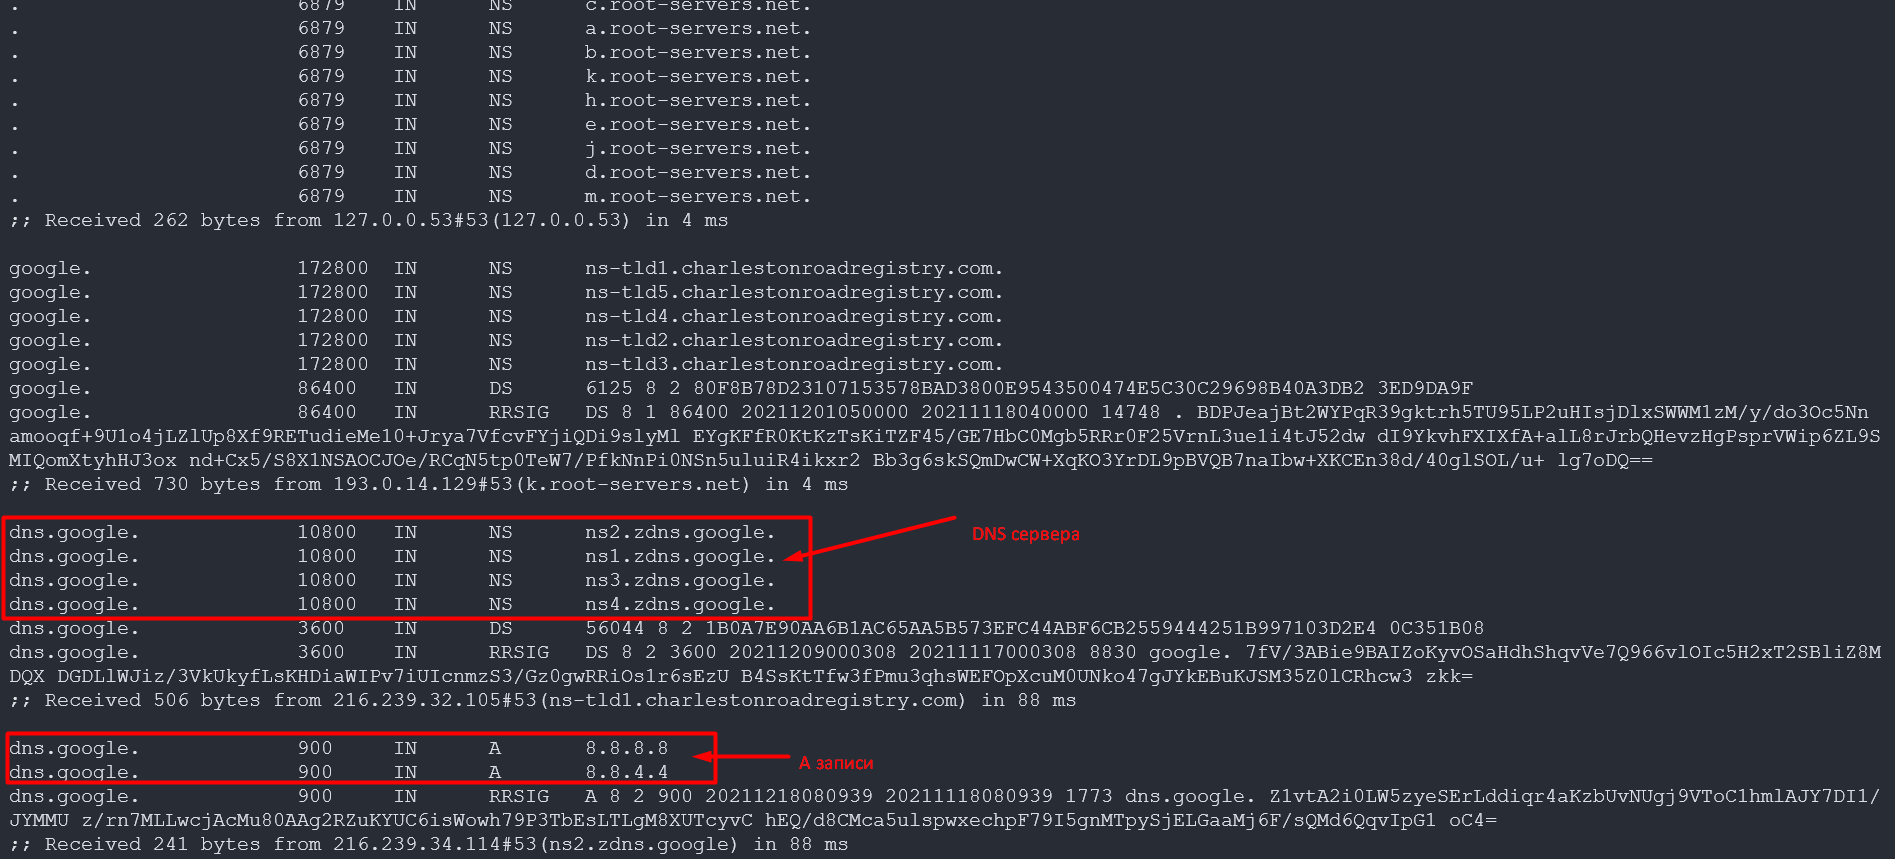 . 6879 IN NS c.root-servers.net.
. 6879 IN NS a.root-servers.net.
. 6879 IN NS b.root-servers.net.
. 6879 IN NS k.root-servers.net.
. 6879 IN NS h.root-servers.net.
. 6879 IN NS e.root-servers.net.
. 6879 IN NS j.root-servers.net.
. 6879 IN NS d.root-servers.net.
. 6879 IN NS m.root-servers.net.
;; Received 262 bytes from 127.0.0.53#53(127.0.0.53) in 4 ms
google. 172800 IN NS ns-tld1.charlestonroadregistry.com.
google. 172800 IN NS ns-tld5.charlestonroadregistry.com.
google. 172800 IN NS ns-tld4.charlestonroadregistry.com.
google. 172800 IN NS ns-tld2.charlestonroadregistry.com.
google. 172800 IN NS ns-tld3.charlestonroadregistry.com.
google. 86400 IN DS 6125 8 2 80F8B78D23107153578BAD3800E9543500474E5C30C29698B40A3DB2 3ED9DA9F
google. 86400 IN RRSIG DS 8 1 86400 20211201050000 20211118040000 14748 . BDPJeajBt2WYPqR39gktrh5TU95LP2uHIsjDlxSWWM1zM/y/do3Oc5Nn
amooqf+9U1o4jLZlUp8Xf9RETudieMe10+Jrya7VfcvFYjiQDi9slyMl EYgKFfR0KtKzTsKiTZF45/GE7HbC0Mgb5RRr0F25VrnL3ue1i4tJ52dw dI9YkvhFXIXfA+alL8rJrbQHevzHgPsprVWip6ZL9S
MIQomXtyhHJ3ox nd+Cx5/S8X1NSAOCJOe/RCqN5tp0TeW7/PfkNnPi0NSn5uluiR4ikxr2 Bb3g6skSQmDwCW+XqKO3YrDL9pBVQB7naIbw+XKCEn38d/40glSOL/u+ lg7oDQ==
;; Received 730 bytes from 193.0.14.129#53(k.root-servers.net) in 4 ms
dns.google. 10800 IN NS ns2.zdns.google.
DNS сервера
dns.google. 10800 IN NS ns1.zdns.google.
dns.google. 10800 IN NS ns3.zdns.google.
dns.google. 10800 IN NS ns4.zdns.google.
dns.google. 3600 IN DS 56044 8 2 1B0A7E90AA6B1AC65AA5B573EFC44ABF6CB2559444251B997103D2E4 0C351B08
dns.google. 3600 IN RRSIG DS 8 2 3600 20211209000308 20211117000308 8830 google. 7fV/3ABie9BAIZoKyvOSaHdhShqvVe7Q966vlOIc5H2xT2SBliZ8M
DQX DGDLlWJiz/3VkUkyfLsKHDiaWIPv7iUIcnmzS3/Gz0gwRRiOs1r6sEzU B4SsKtTfw3fPmu3qhsWEFOpXcuM0UNko47gJYkEBuKJSM35Z0lCRhcw3 zkk=
;; Received 506 bytes from 216.239.32.105#53(ns-tld1.charlestonroadregistry.com) in 88 ms
dns.google. 900 IN A 8.8.8.8
А записи
dns.google. 900 IN A 8.8.4.4
dns.google. 900 IN RRSIG A 8 2 900 20211218080939 20211118080939 1773 dns.google. Z1vtA2i0LW5zyeSErLddiqr4aKzbUvNUgj9VToC1hmlAJY7DI1/
JYMMU z/rn7MLLwcjAcMu80AAg2RZuKYUC6isWowh79P3TbEsLTLgM8XUTcyvC hEQ/d8CMca5ulspwxechpF79I5gnMTpySjELGaaMj6F/sQMd6QqvIpG1 oC4=
;; Received 241 bytes from 216.239.34.114#53(ns2.zdns.google) in 88 ms